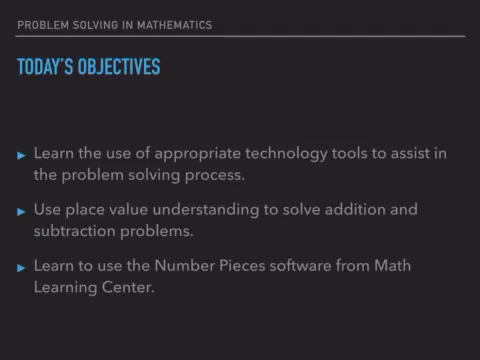 PROBLEM SOLVING IN MATHEMATICS
TODAY'S OBJECTIVES
▸ Learn the use of appropriate technology tools to assist in
the problem solving process.
▸ Use place value understanding to solve addition and
subtraction problems.
▸ Learn to use the Number Pieces software from Math
Learning Center.